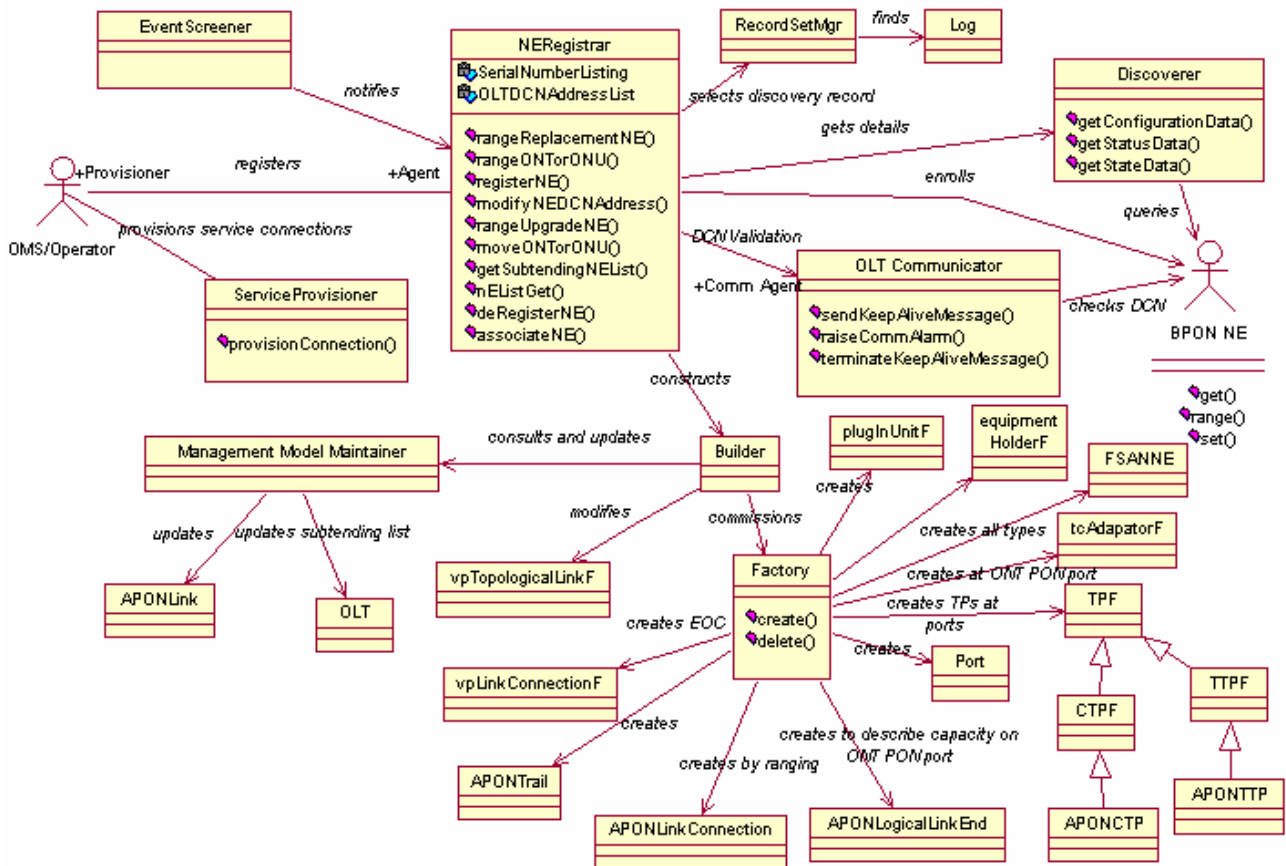 EventScreener
NERegistrar
SerialNumberListing
OLTDCNAddressList
rangeReplacementNE()
rangeONTorONU()
registerNE()
modifyNEDCNAddress()
rangeUpgradeNE()
moveONTorONU()
getSubtendingNEList()
nEListGet()
deRegisterNE()
associateNE()
RecordSetMgr
finds
Log
notifies
selects discovery record
Discoverer
getConfigurationData()
getStatusData()
getStateData()
gets details
registers
+Provisioner
+Agent
enrolls
queries
OMS/Operator
provisions service connections
DCN Validation
+Comm Agent
OLT Communicator
sendKeepAliveMessage()
raiseCommAlarm()
terminateKeepAliveMessage()
checks DCN
BPON NE
get()
range()
set()
ServiceProvisioner
provisionConnection()
constructs
Management Model Maintainer
consults and updates
Builder
plugInUnitF
equipment
HolderF
FSANNE
updates
updates subtending list
modifies
commissions
creates
creates all types
tcAdapatorF
creates at ONT PON port
APONLink
OLT
vpTopologicalLinkF
Factory
create()
delete()
creates TPs at
ports
TPF
creates EOC
creates
Port
vpLinkConnectionF
TTPF
CTPF
creates
creates to describe capacity on
ONT PON port
APONTrail
creates by ranging
APONLinkConnection
APONLogicalLinkEnd
APONCTP
APONTTP